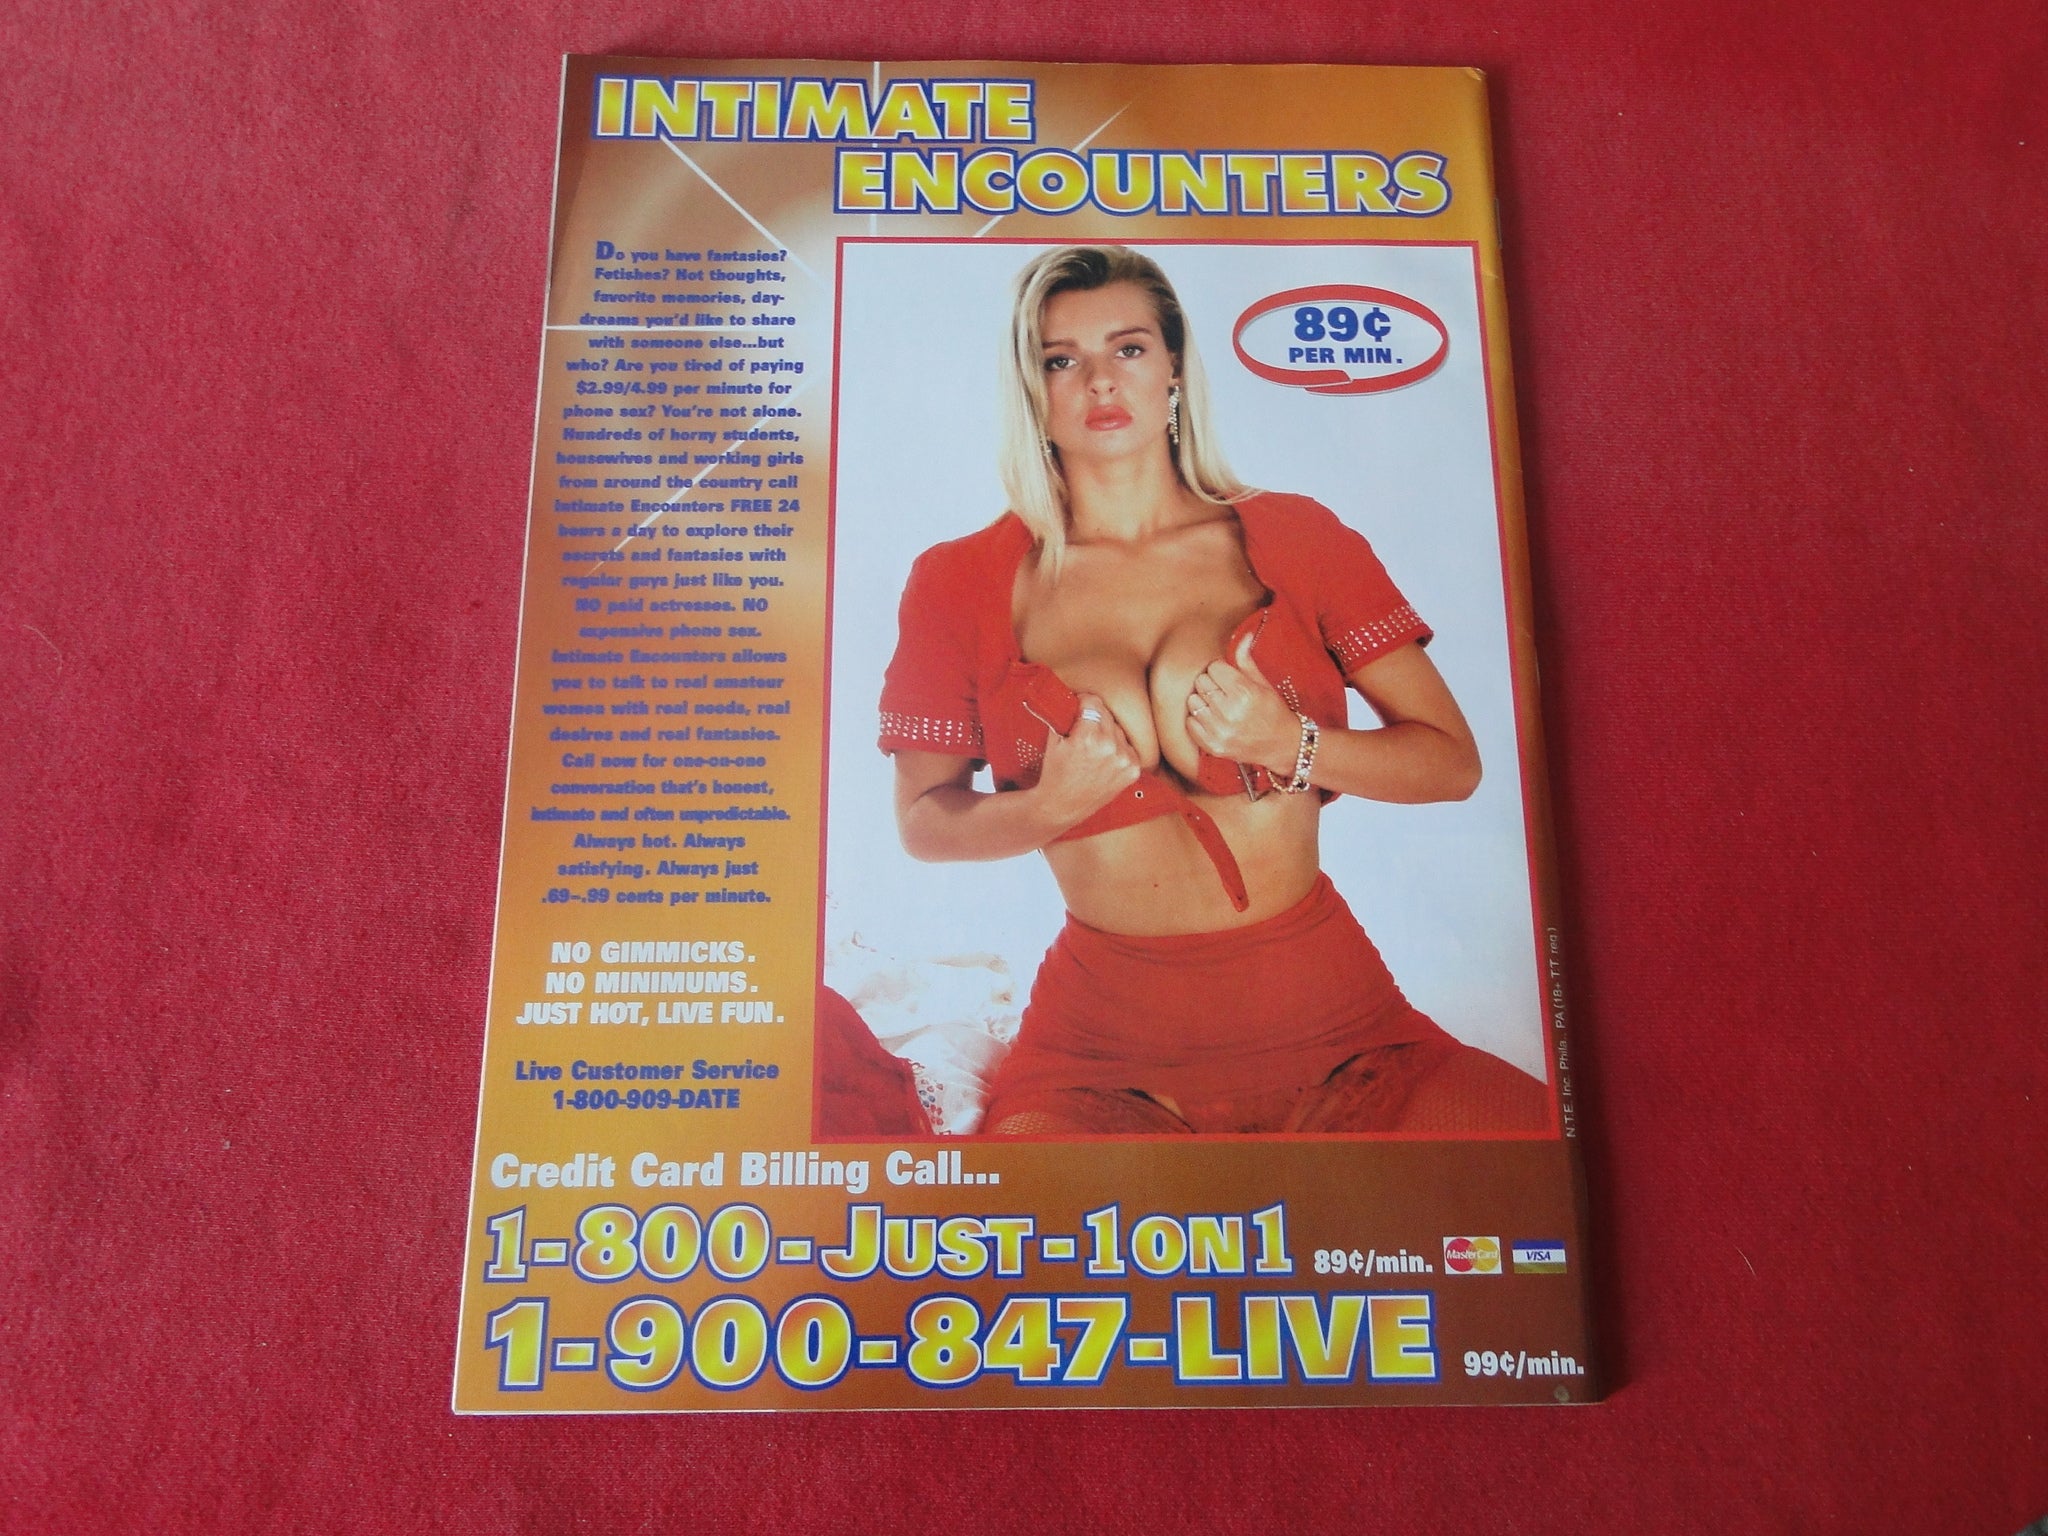 INTIMATE
ENCOUNTERS
Do you have fantasies?
Fetishes? Hot thoughts,
favorite memories, day-
dreams you'd like to share
with someone else...but
who? Are you tired of paying
$2.99/4.99 per minute for
phone sex? You're not alone.
Hundreds of horny students,
housewives and working girls
from around the country call
Intimate Encounters FREE 24
hours a day to explore their
secrets and fantasies with
regular guys just like you.
NO paid actresses. NO
expensive phone sex.
Intimate Encounters allows
you to talk to real amateur
women with real needs, real
desires and real fantasies.
Call now for one-on-one
conversation that's honest,
intimate and often unpredictable.
Always hot. Always
satisfying. Always just
.69-.99 cents per minute.
NO GIMMICKS.
NO MINIMUMS.
JUST HOT, LIVE FUN.
Live Customer Service
1-800-909-DATE
89¢
PER MIN.
N.T.E. Inc. Phila., PA (18+ T.T. req.)
Credit Card Billing Call...
1-800-JUST-1ON1 89¢/min. MasterCard VISA
1-900-847-LIVE 99¢/min.